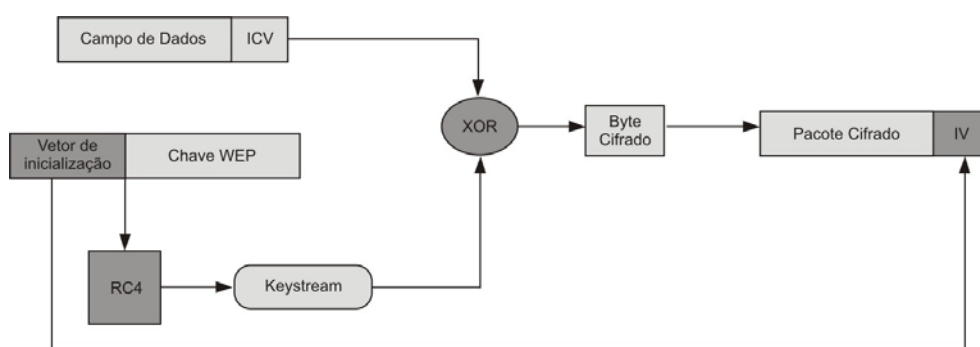 Campo de Dados
ICV
XOR
Byte
Cifrado
Pacote Cifrado
IV
Vetor de
inicialização
Chave WEP
RC4
Keystream